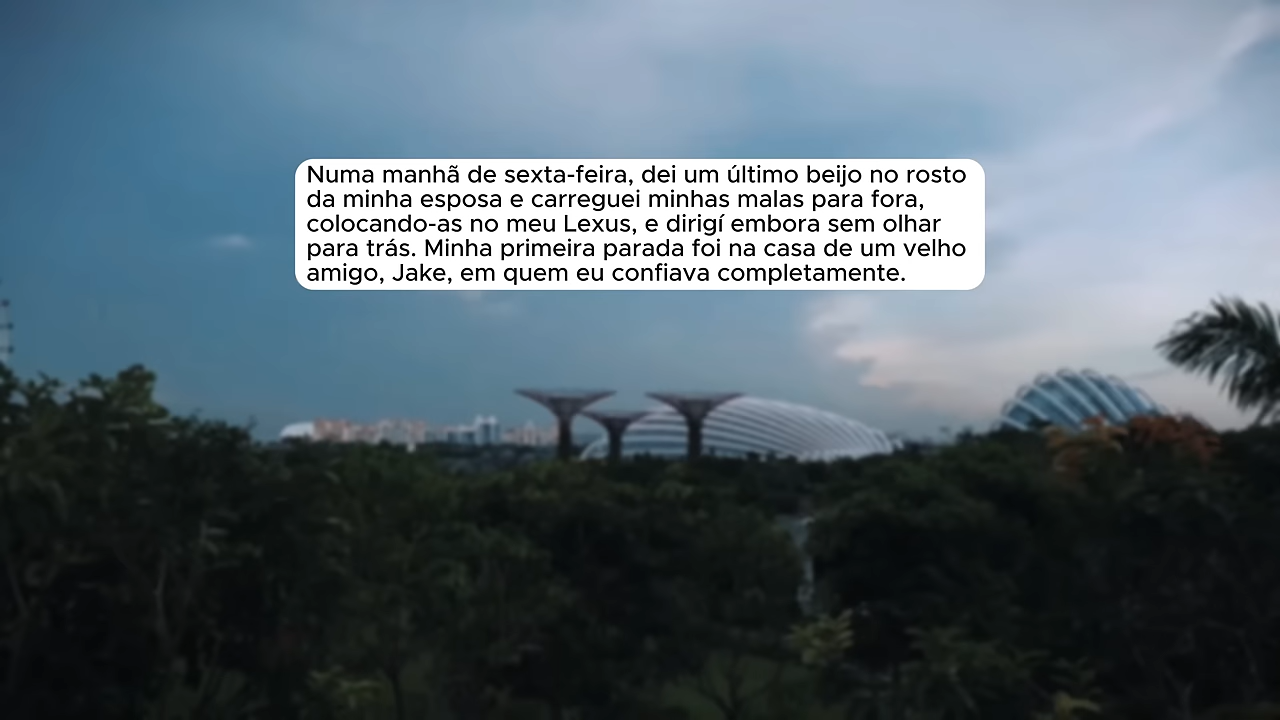 Numa manhã de sexta-feira, dei um último beijo no rosto
da minha esposa e carreguei minhas malas para fora,
colocando-as no meu Lexus, e dirigí embora sem olhar
para trás. Minha primeira parada foi na casa de um velho
amigo, Jake, em quem eu confiava completamente.